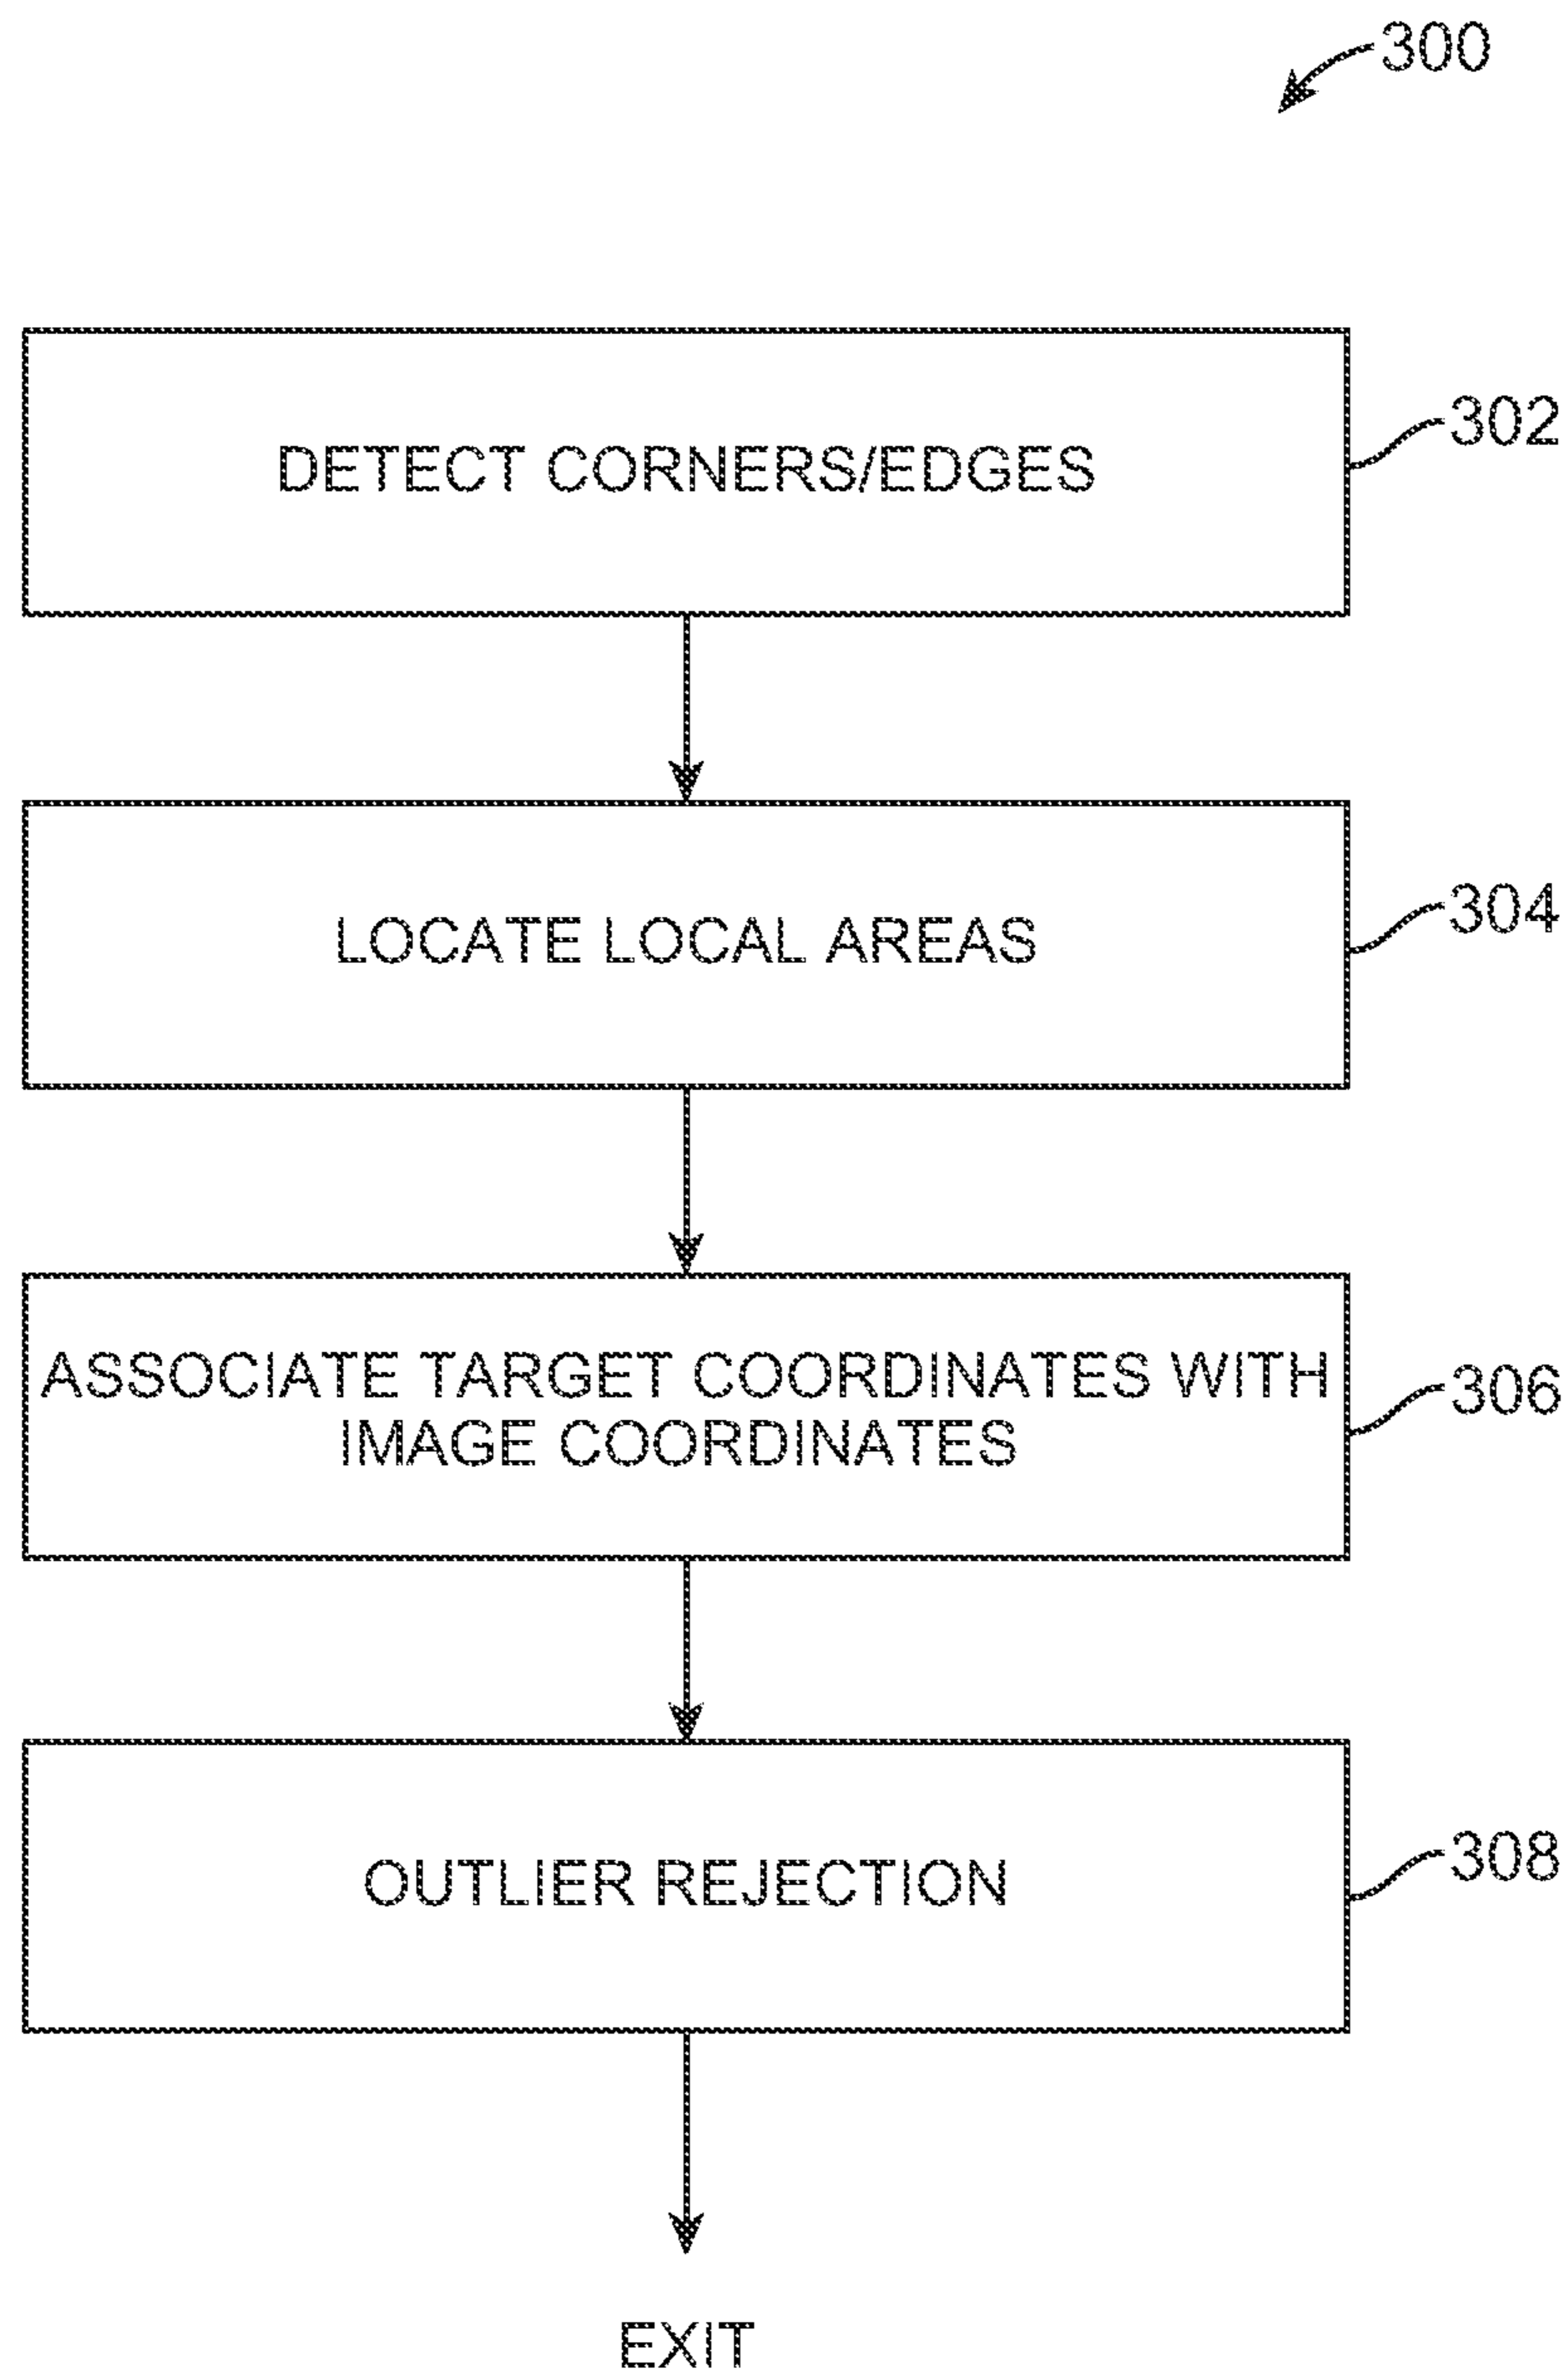 300
DETECT CORNERS/EDGES
302
LOCATE LOCAL AREAS
304
ASSOCIATE TARGET COORDINATES WITH
IMAGE COORDINATES
306
OUTLIER REJECTION
308
EXIT